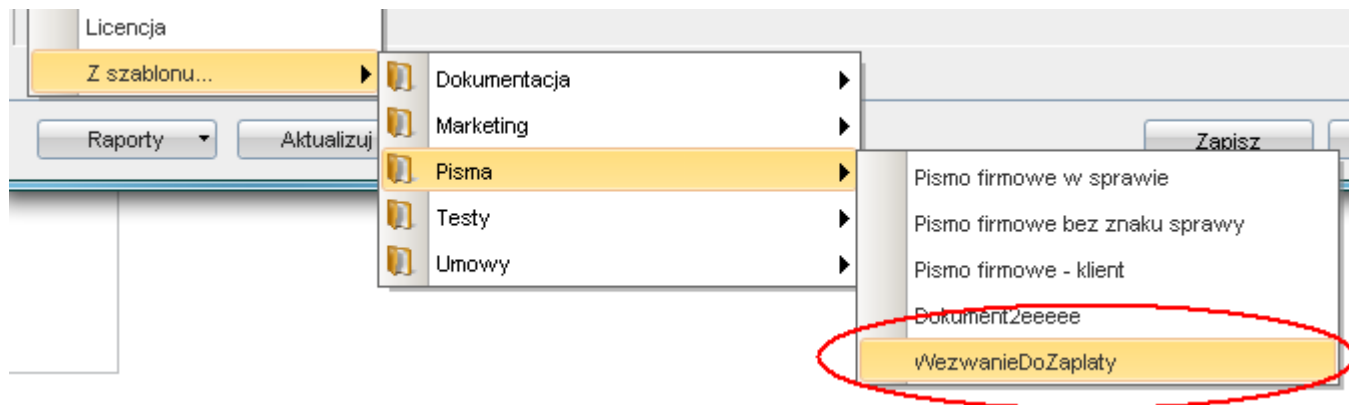 Licencja
Z szablonu...
Dokumentacja
Marketing
Pisma
Testy
Umowy
Raporty
Aktualizuj
Zapisz
Pismo firmowe w sprawie
Pismo firmowe bez znaku sprawy
Pismo firmowe - klient
Dokument2eeeee
WezwanieDoZaplaty